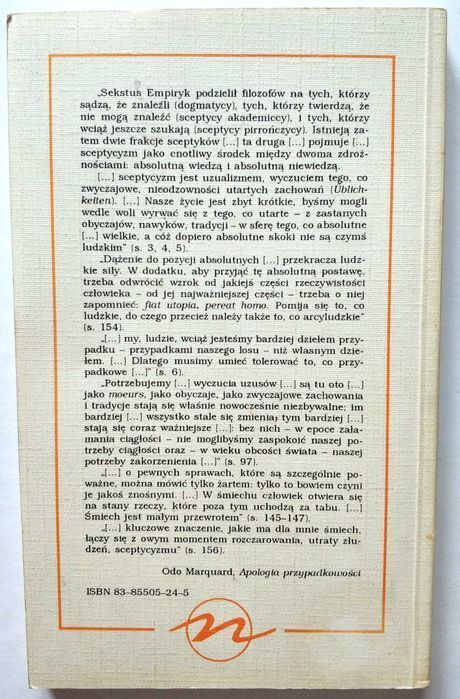 „Sekstus Empiryk podzielił filozofów na tych, którzy
sądzą, że znaleźli (dogmatycy), tych, którzy twierdzą, że
nie mogą znaleźć (sceptycy akademiccy), i tych, którzy
wciąż jeszcze szukają (sceptycy pirrończycy). Istnieją za-
tem dwie frakcje sceptyków [...] ta druga [...] pojmuje [...]
sceptycyzm jako cnotliwy środek między dwoma zdroż-
nościami: absolutną wiedzą i absolutną niewiedzą.
[...] sceptycyzm jest uzualizmem, wyczuciem tego, co
zwyczajowe, nieodzowności utartych zachowań (Üblich-
keiten). [...] Nasze życie jest zbyt krótkie, byśmy mogli
wedle woli wyrwać się z tego, co utarte – z zastanych
obyczajów, nawyków, tradycji – w sferę tego, co absolutne
[...] wielkie, a cóż dopiero absolutne skoki nie są czymś
ludzkim” (s. 3, 4, 5).
„Dążenie do pozycji absolutnych [...] przekracza ludz-
kie siły. W dodatku, aby przyjąć tę absolutną postawę,
trzeba odwrócić wzrok od jakiejś części rzeczywistości
człowieka – od jej najważniejszej części – trzeba o niej
zapomnieć: fiat utopia, pereat homo. Pomija się to, co
ludzkie, do czego przecież należy także to, co arcyludzkie”
(s. 154).
„[...] my, ludzie, wciąż jesteśmy bardziej dziełem przy-
padku – przypadkami naszego losu – niż własnym dzie-
łem. [...] Dlatego musimy umieć tolerować to, co przy-
padkowe [...]” (s. 6).
„Potrzebujemy [...] wyczucia uzusów [...] są tu oto [...]
jako moeurs, jako obyczaje, jako zwyczajowe zachowania
i tradycje stają się właśnie nowocześnie niezbywalne; im
bardziej [...] wszystko stale się zmienia; tym bardziej [...]
stają się coraz ważniejsze [...]: bez nich – w epoce zała-
mania ciągłości – nie moglibyśmy zaspokoić naszej po-
trzeby ciągłości oraz – w wieku obcości świata – naszej
potrzeby zakorzenienia [...]” (s. 97).
„[...] o pewnych sprawach, które są szczególnie po-
ważne, można mówić tylko żartem: tylko to bowiem czyni
je jakoś znośnymi. [...] W śmiechu człowiek otwiera się
na stany rzeczy, które poza tym uchodzą za tabu. [...]
Śmiech jest małym przewrotem” (s. 145–147).
„[...] kluczowe znaczenie, jakie ma dla mnie śmiech,
łączy się z owym momentem rozczarowania, utraty złu-
dzeń, sceptycyzmu” (s. 156).
Odo Marquard, Apologia przypadkowości
ISBN 83–85505–24–5